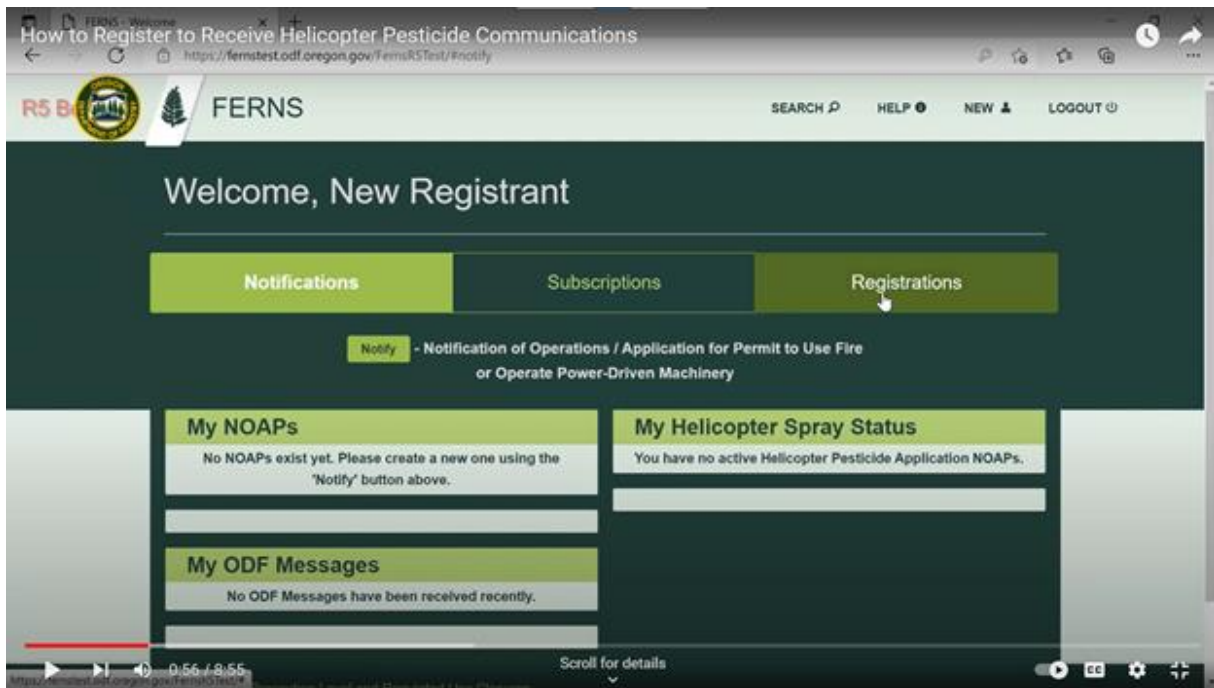 FERNS - Welcome
How to Register to Receive Helicopter Pesticide Communications
https://fernstest.odf.oregon.gov/FernsRSTest/#notify
R5 B
FERNS
SEARCH
HELP
NEW
LOGOUT
Welcome, New Registrant
Notifications
Subscriptions
Registrations
Notify - Notification of Operations / Application for Permit to Use Fire
or Operate Power-Driven Machinery
My NOAPs
No NOAPs exist yet. Please create a new one using the
'Notify' button above.
My Helicopter Spray Status
You have no active Helicopter Pesticide Application NOAPs.
My ODF Messages
No ODF Messages have been received recently.
0:56 / 8:55
Scroll for details
CC